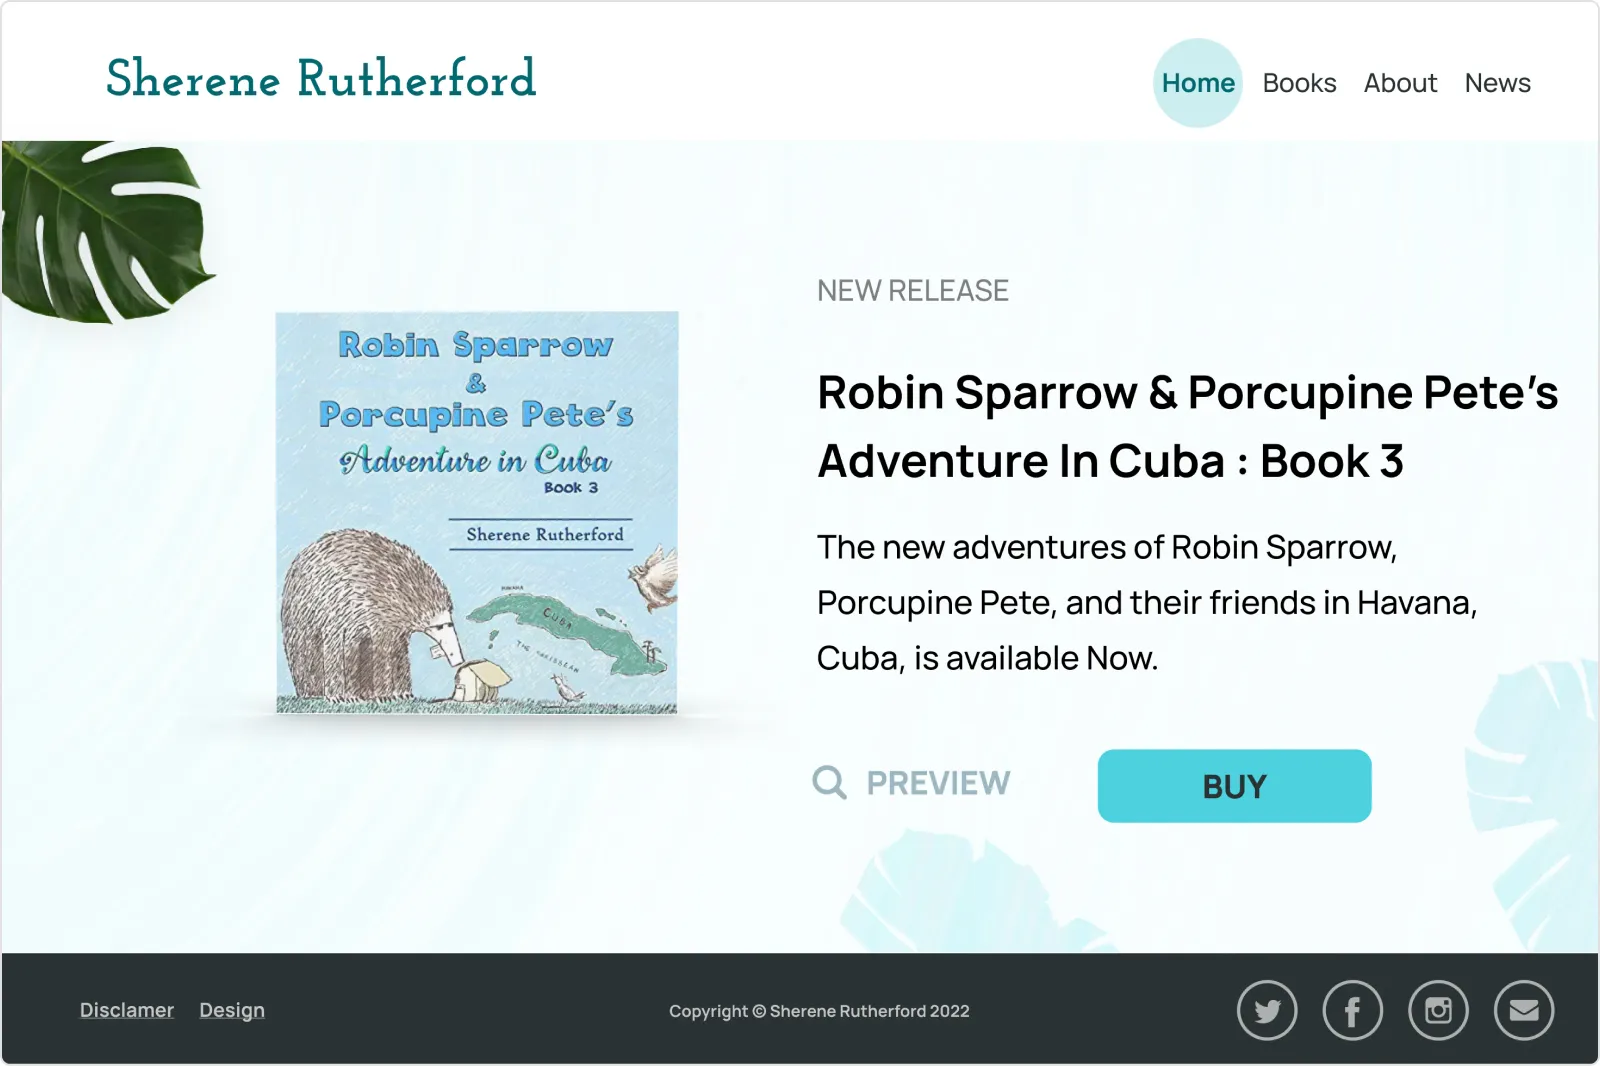 Sherene Rutherford
Home Books About News
Robin Sparrow
&
Porcupine Pete's
Adventure in Cuba
Book 3
Sherene Rutherford
HAVANA
CUBA
THE CARIBBEAN
NEW RELEASE
Robin Sparrow & Porcupine Pete's
Adventure In Cuba : Book 3
The new adventures of Robin Sparrow,
Porcupine Pete, and their friends in Havana,
Cuba, is available Now.
PREVIEW
BUY
Disclamer Design
Copyright © Sherene Rutherford 2022